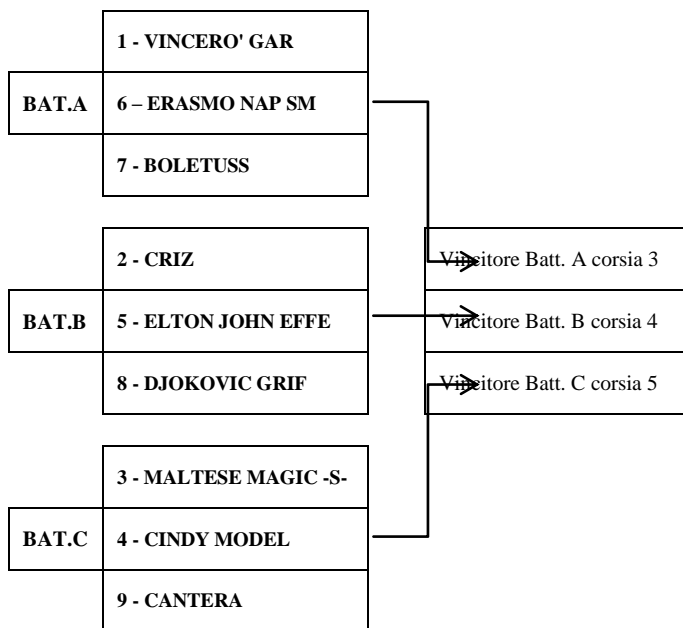 1 - VINCERO' GAR
BAT.A
6 – ERASMO NAP SM
7 - BOLETUSS
2 - CRIZ
Vincitore Batt. A corsia 3
BAT.B
5 - ELTON JOHN EFFE
Vincitore Batt. B corsia 4
8 - DJOKOVIC GRIF
Vincitore Batt. C corsia 5
3 - MALTESE MAGIC -S-
BAT.C
4 - CINDY MODEL
9 - CANTERA